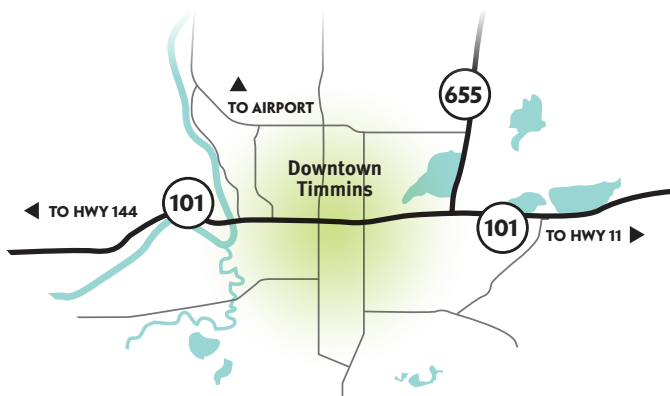 655
TO AIRPORT
Downtown
Timmins
101
TO HWY 144
101
TO HWY 11